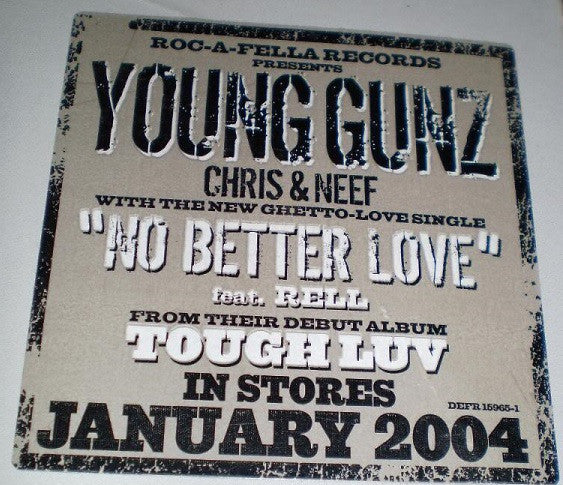 ROC-A-FELLA RECORDS
PRESENTS
YOUNG GUNZ
CHRIS & NEEF
WITH THE NEW GHETTO-LOVE SINGLE
"NO BETTER LOVE"
feat. RELL
FROM THEIR DEBUT ALBUM
TOUGH LUV
IN STORES
DEFR 15965-1
JANUARY 2004